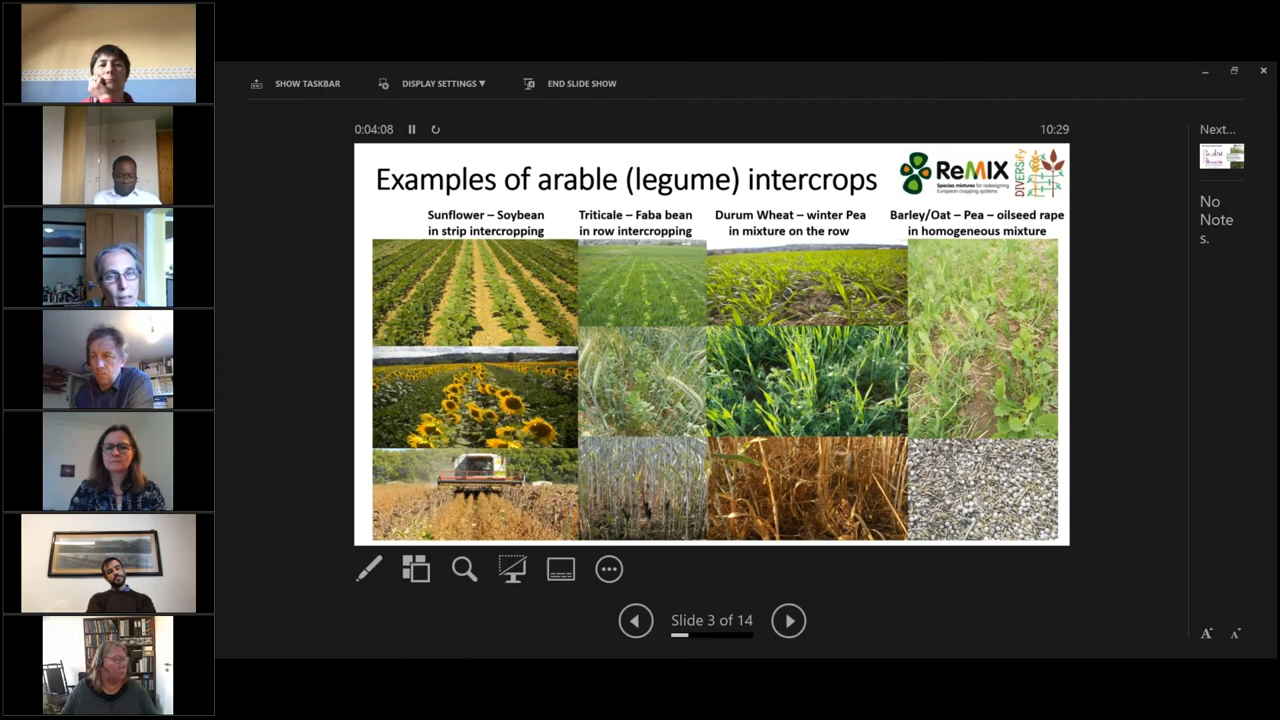 SHOW TASKBAR
DISPLAY SETTINGS ▼
END SLIDE SHOW
0:04:08
10:29
Next...
Examples of arable (legume) intercrops
ReMIX
Species mixtures for redesigning
European cropping systems
DIVERSify
Sunflower – Soybean
in strip intercropping
Triticale – Faba bean
in row intercropping
Durum Wheat – winter Pea
in mixture on the row
Barley/Oat – Pea – oilseed rape
in homogeneous mixture
No
Note
s.
Slide 3 of 14
A
A